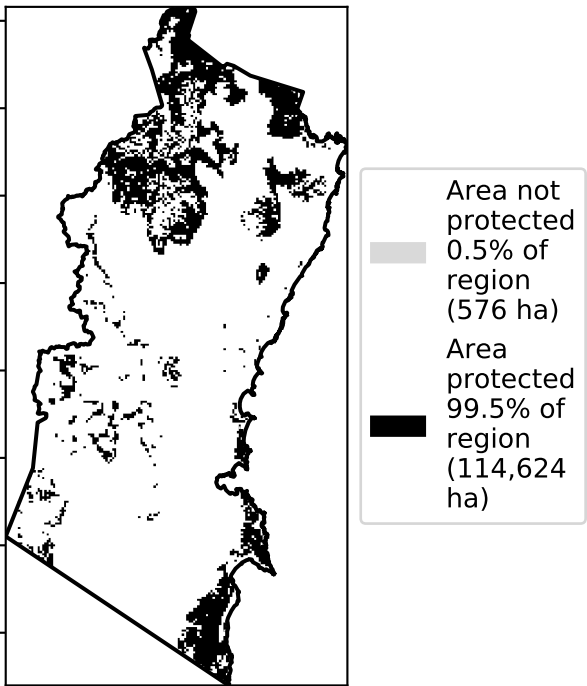 Area not
protected
0.5% of
region
(576 ha)
Area
protected
99.5% of
region
(114,624
ha)